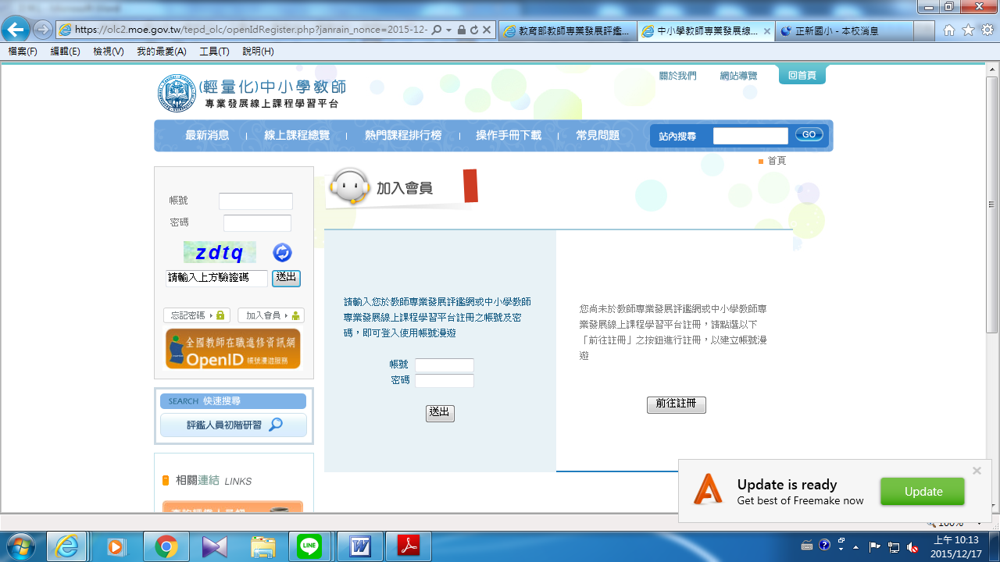 https://olc2.moe.gov.tw/tepd_olc/openIdRegister.php?janrain_nonce=2015-12-
教育部教師專業發展評鑑...
中小學教師專業發展線...
正新國小 - 本校消息
檔案(F) 編輯(E) 檢視(V) 我的最愛(A) 工具(T) 說明(H)
(輕量化)中小學教師
專業發展線上課程學習平台
關於我們 網站導覽 回首頁
最新消息 線上課程總覽 熱門課程排行榜 操作手冊下載 常見問題 站內搜尋 GO
首頁
帳號
密碼
zdtq
請輸入上方驗證碼 送出
忘記密碼 加入會員
全國教師在職進修資訊網
OpenID 帳號漫遊服務
SEARCH 快速搜尋
評鑑人員初階研習
相關連結 LINKS
加入會員
請輸入您於教師專業發展評鑑網或中小學教師
專業發展線上課程學習平台註冊之帳號及密
碼，即可登入使用帳號漫遊
帳號
密碼
送出
您尚未於教師專業發展評鑑網或中小學教師專
業發展線上課程學習平台註冊，請點選以下
「前往註冊」之按鈕進行註冊，以建立帳號漫
遊
前往註冊
Update is ready
Get best of Freemake now
Update
100%
LINE
上午 10:13
2015/12/17